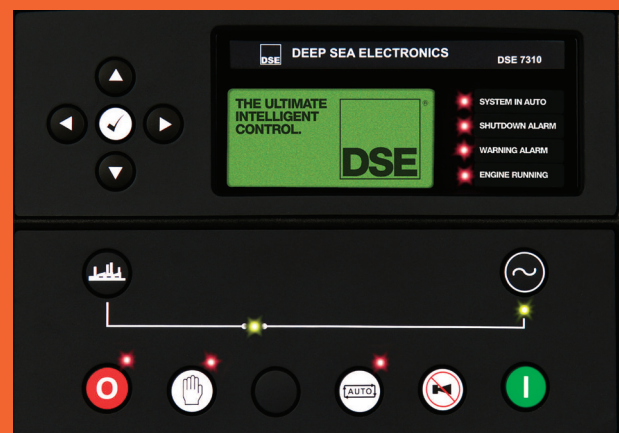 DSE
DEEP SEA ELECTRONICS
DSE 7310
THE ULTIMATE
INTELLIGENT
CONTROL.
DSE
®
SYSTEM IN AUTO
SHUTDOWN ALARM
WARNING ALARM
ENGINE RUNNING
O
AUTO
I